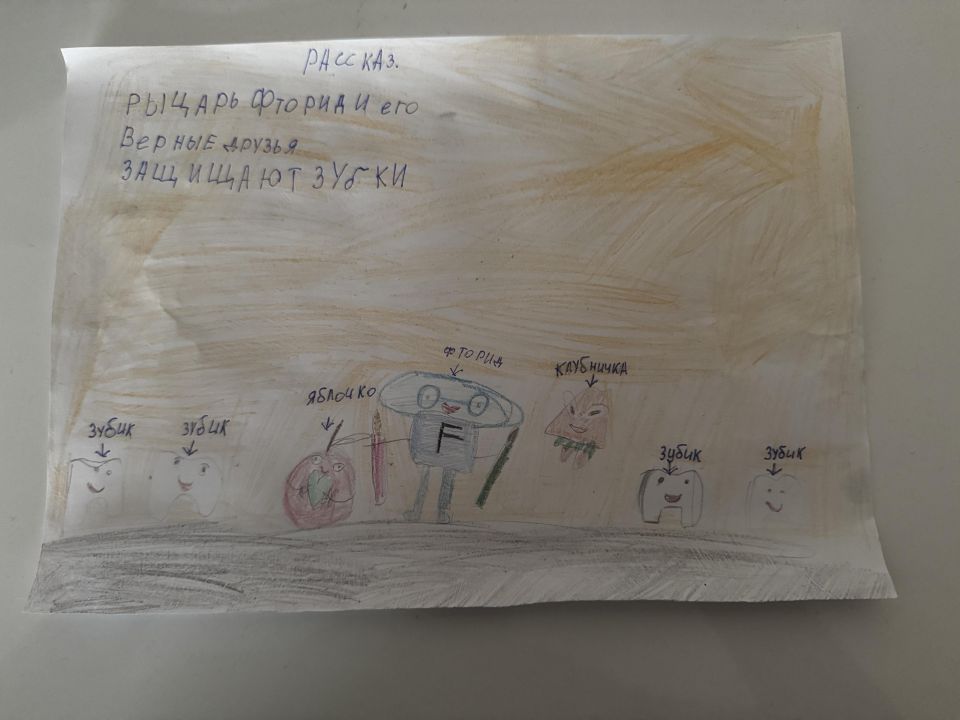 РАССКАЗ.
РЫЦАРЬ Фторид и его
Верные друзья
ЗАЩИЩАЮТ ЗУБКИ
ФТОРИД
КЛУБНИЧКА
ЯБЛОЧКО
ЗУБИК
ЗУБИК
ЗУБИК
ЗУБИК
F